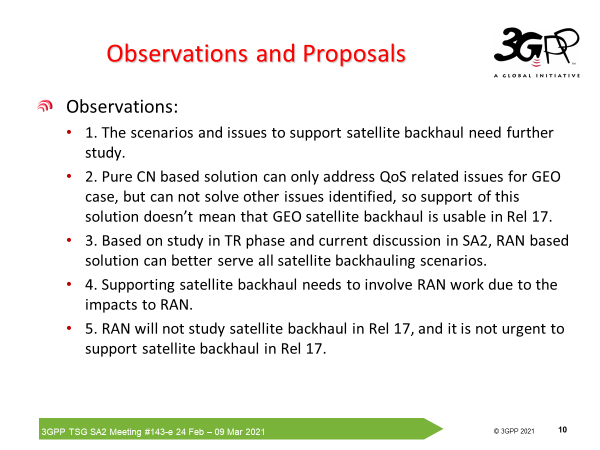 Observations and Proposals
3GPP
TM
A GLOBAL INITIATIVE
Observations:
• 1. The scenarios and issues to support satellite backhaul need further
study.
• 2. Pure CN based solution can only address QoS related issues for GEO
case, but can not solve other issues identified, so support of this
solution doesn't mean that GEO satellite backhaul is usable in Rel 17.
• 3. Based on study in TR phase and current discussion in SA2, RAN based
solution can better serve all satellite backhauling scenarios.
• 4. Supporting satellite backhaul needs to involve RAN work due to the
impacts to RAN.
• 5. RAN will not study satellite backhaul in Rel 17, and it is not urgent to
support satellite backhaul in Rel 17.
3GPP TSG SA2 Meeting #143-e 24 Feb – 09 Mar 2021
© 3GPP 2021
10